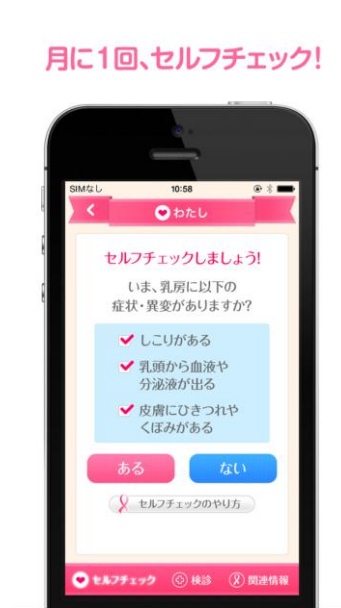 月に1回、セルフチェック!
SIMなし 10:58
わたし
セルフチェックしましょう!
いま、乳房に以下の
症状・異変がありますか?
しこりがある
乳頭から血液や
分泌液が出る
皮膚にひきつれや
くぼみがある
ある ない
セルフチェックのやり方
セルフチェック 検診 関連情報